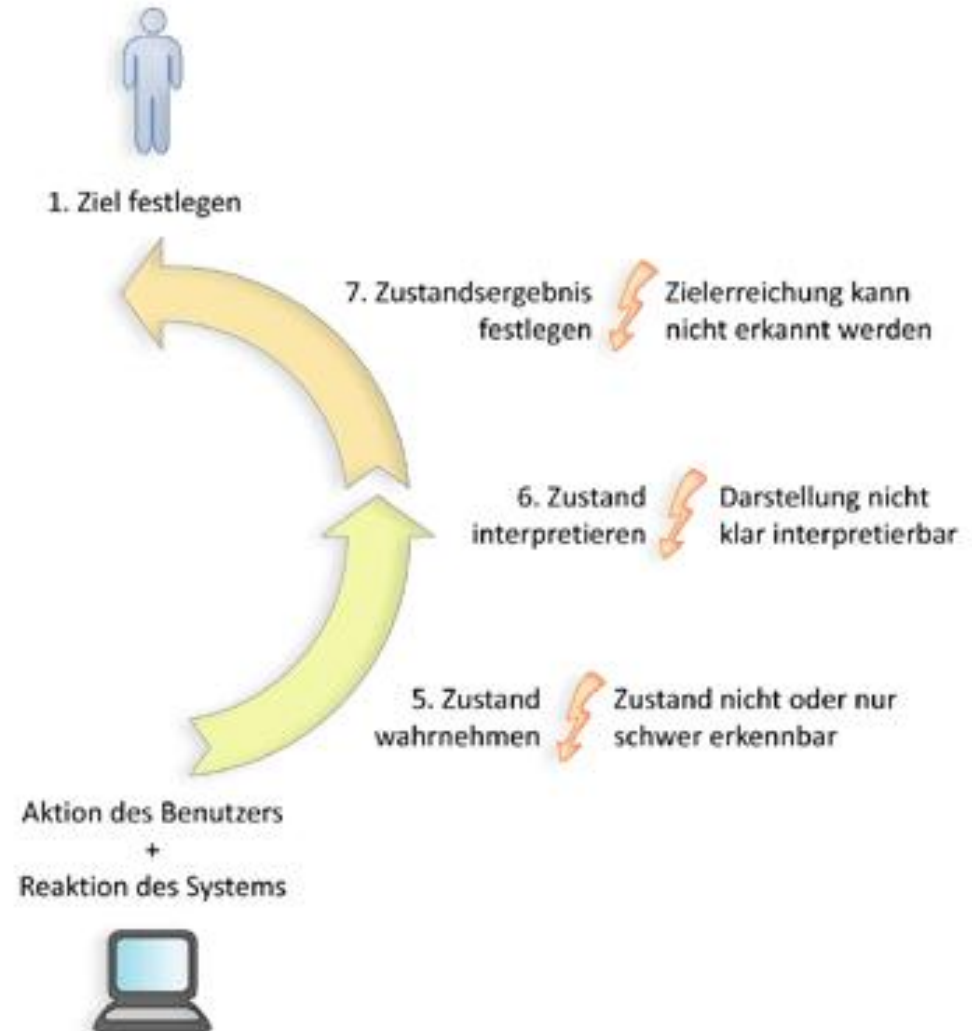 1. Ziel festlegen
7. Zustandsergebnis
festlegen
Zielerreichung kann
nicht erkannt werden
6. Zustand
interpretieren
Darstellung nicht
klar interpretierbar
5. Zustand
wahrnehmen
Zustand nicht oder nur
schwer erkennbar
Aktion des Benutzers
+
Reaktion des Systems